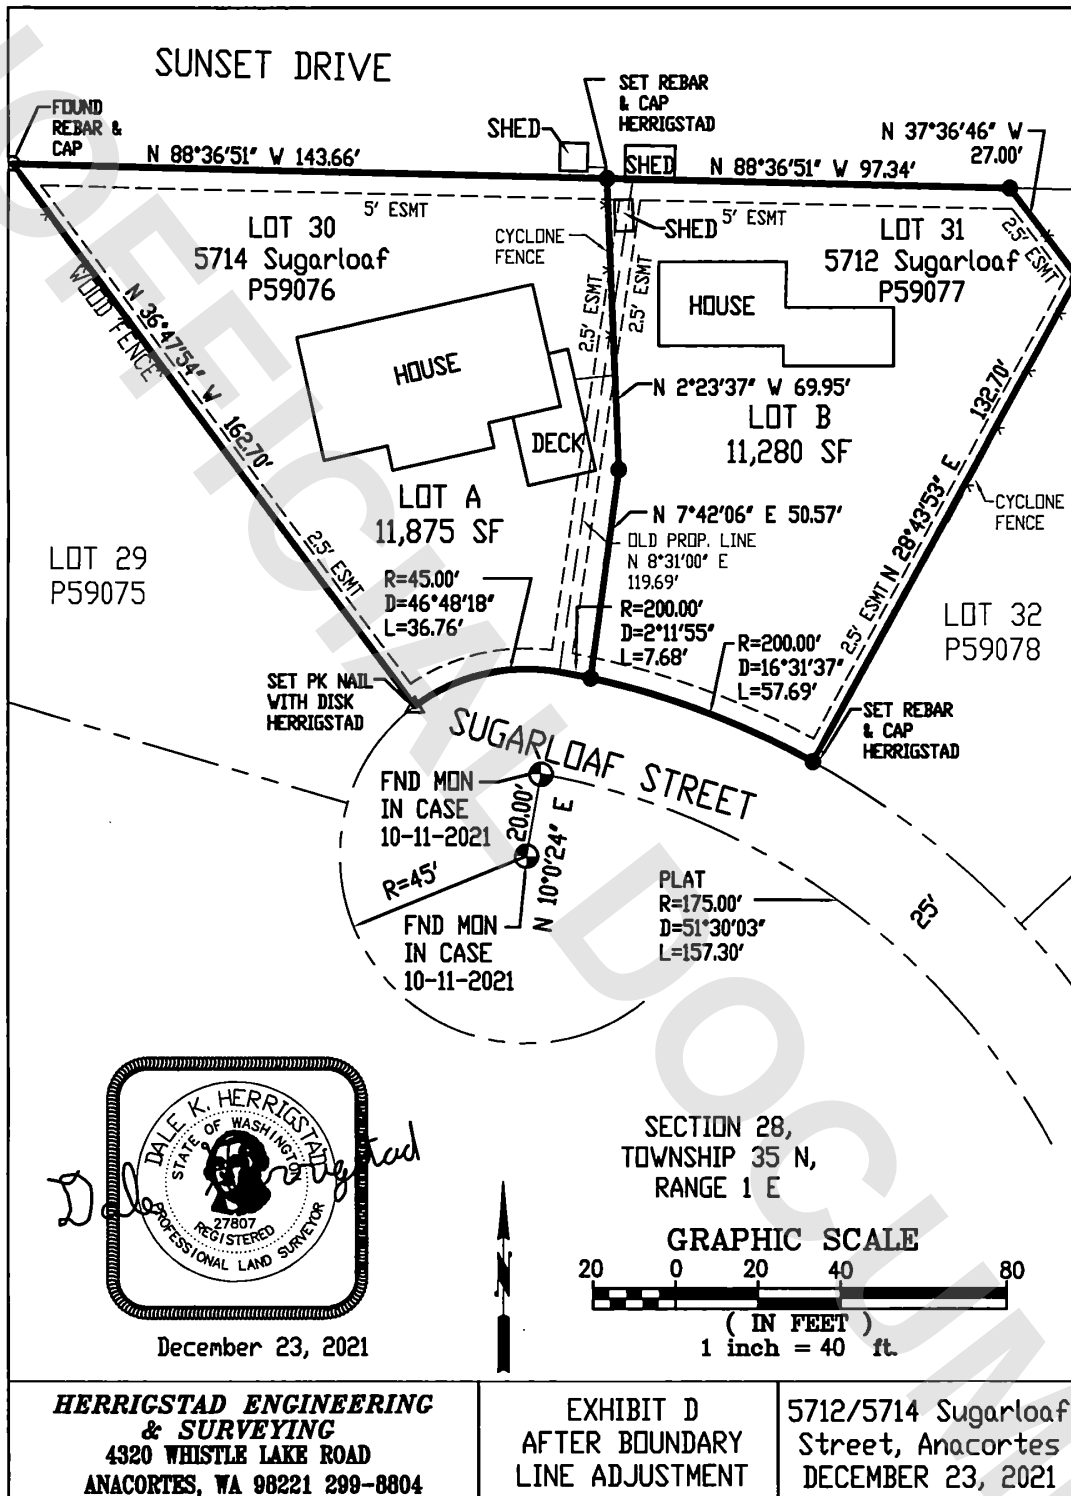 SUNSET DRIVE
FOUND
REBAR &
CAP
SET REBAR
& CAP
HERRIGSTAD
SHED
SHED
N 37°36'46" W
27.00'
N 88°36'51" W 143.66'
N 88°36'51" W 97.34'
5' ESMT
5' ESMT
SHED
2.5' ESMT
LOT 30
5714 Sugarloaf
P59076
CYCLONE
FENCE
LOT 31
5712 Sugarloaf
P59077
WOOD FENCE
N 36°47'54" W 162.70'
2.5' ESMT
2.5' ESMT
HOUSE
HOUSE
DECK
N 2°23'37" W 69.95'
LOT B
11,280 SF
132.70'
N 28°43'53" E
2.5' ESMT
CYCLONE
FENCE
LOT A
11,875 SF
N 7°42'06" E 50.57'
OLD PROP. LINE
N 8°31'00" E
119.69'
2.5' ESMT
LOT 29
P59075
R=45.00'
D=46°48'18"
L=36.76'
R=200.00'
D=2°11'55"
L=7.68'
R=200.00'
D=16°31'37"
L=57.69'
LOT 32
P59078
SET PK NAIL
WITH DISK
HERRIGSTAD
SET REBAR
& CAP
HERRIGSTAD
SUGARLOAF STREET
FND MON
IN CASE
10-11-2021
20.00'
N 10°0'24" E
R=45'
FND MON
IN CASE
10-11-2021
PLAT
R=175.00'
D=51°30'03"
L=157.30'
25'
DALE K. HERRIGSTAD
STATE OF WASHINGTON
27807
REGISTERED
PROFESSIONAL LAND SURVEYOR
December 23, 2021
N
SECTION 28,
TOWNSHIP 35 N,
RANGE 1 E
GRAPHIC SCALE
20 0 20 40 80
( IN FEET )
1 inch = 40 ft.
HERRIGSTAD ENGINEERING
& SURVEYING
4320 WHISTLE LAKE ROAD
ANACORTES, WA 98221 299-8804
EXHIBIT D
AFTER BOUNDARY
LINE ADJUSTMENT
5712/5714 Sugarloaf
Street, Anacortes
DECEMBER 23, 2021